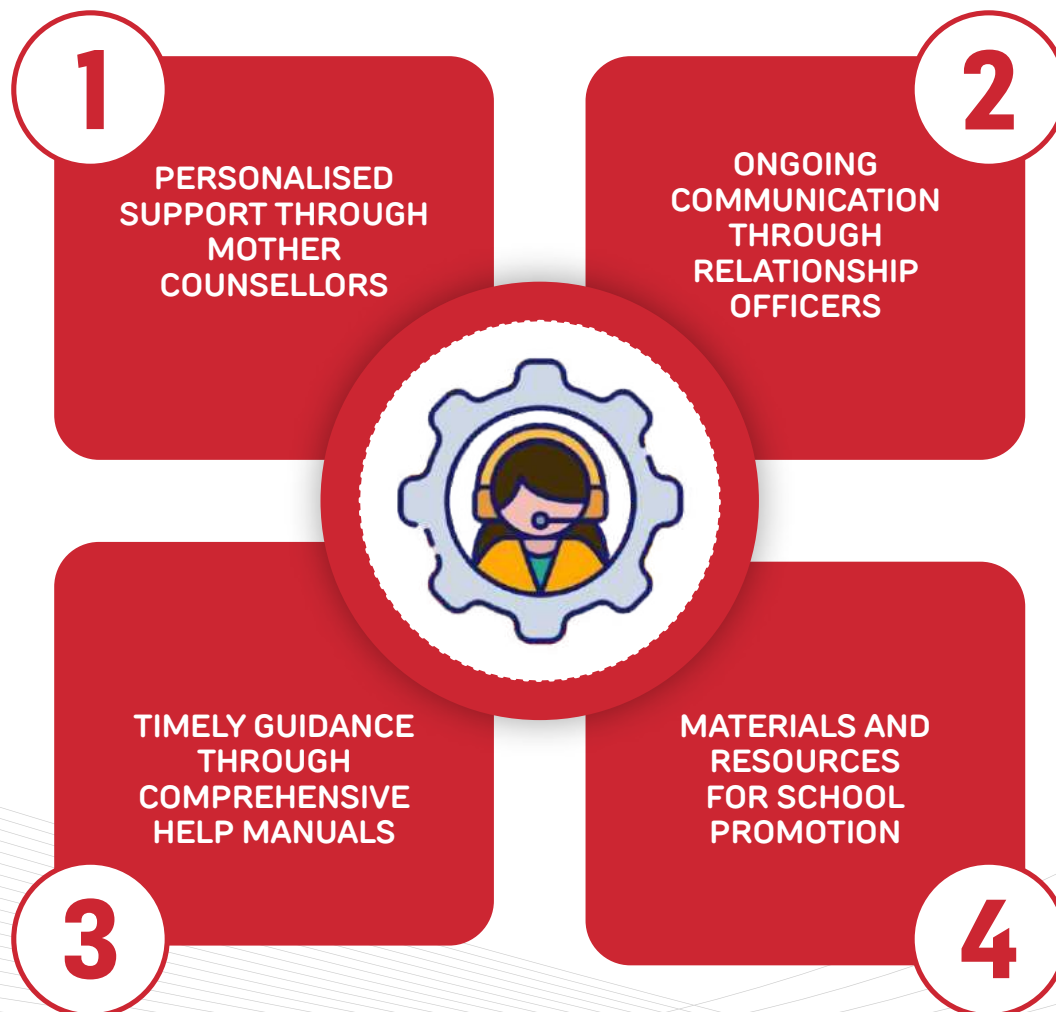 1
PERSONALISED
SUPPORT THROUGH
MOTHER
COUNSELLORS
2
ONGOING
COMMUNICATION
THROUGH
RELATIONSHIP
OFFICERS
3
TIMELY GUIDANCE
THROUGH
COMPREHENSIVE
HELP MANUALS
4
MATERIALS AND
RESOURCES
FOR SCHOOL
PROMOTION